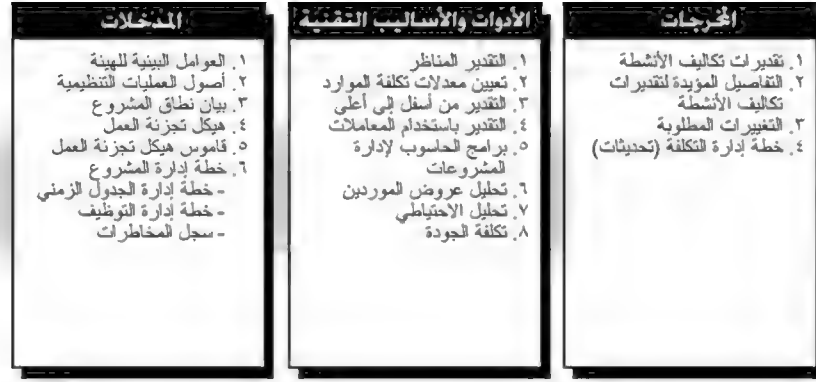 المدخلات
١. العوامل البيئية للهيئة
٢. أصول العمليات التنظيمية
٣. بيان نطاق المشروع
٤. هيكل تجزئة العمل
٥. قاموس هيكل تجزئة العمل
٦. خطة إدارة المشروع
- خطة إدارة الجدول الزمني
- خطة إدارة التوظيف
- سجل المخاطرات
الأدوات والأساليب التقنية
١. التقدير المناظر
٢. تعيين معدلات تكلفة الموارد
٣. التقدير من أسفل إلى أعلى
٤. التقدير باستخدام المعاملات
٥. برامج الحاسوب لإدارة
المشروعات
٦. تحليل عروض الموردين
٧. تحليل الاحتياطي
٨. تكلفة الجودة
المخرجات
١. تقديرات تكاليف الأنشطة
٢. التفاصيل المؤيدة لتقديرات
تكاليف الأنشطة
٣. التغييرات المطلوبة
٤. خطة إدارة التكلفة (تحديثات)